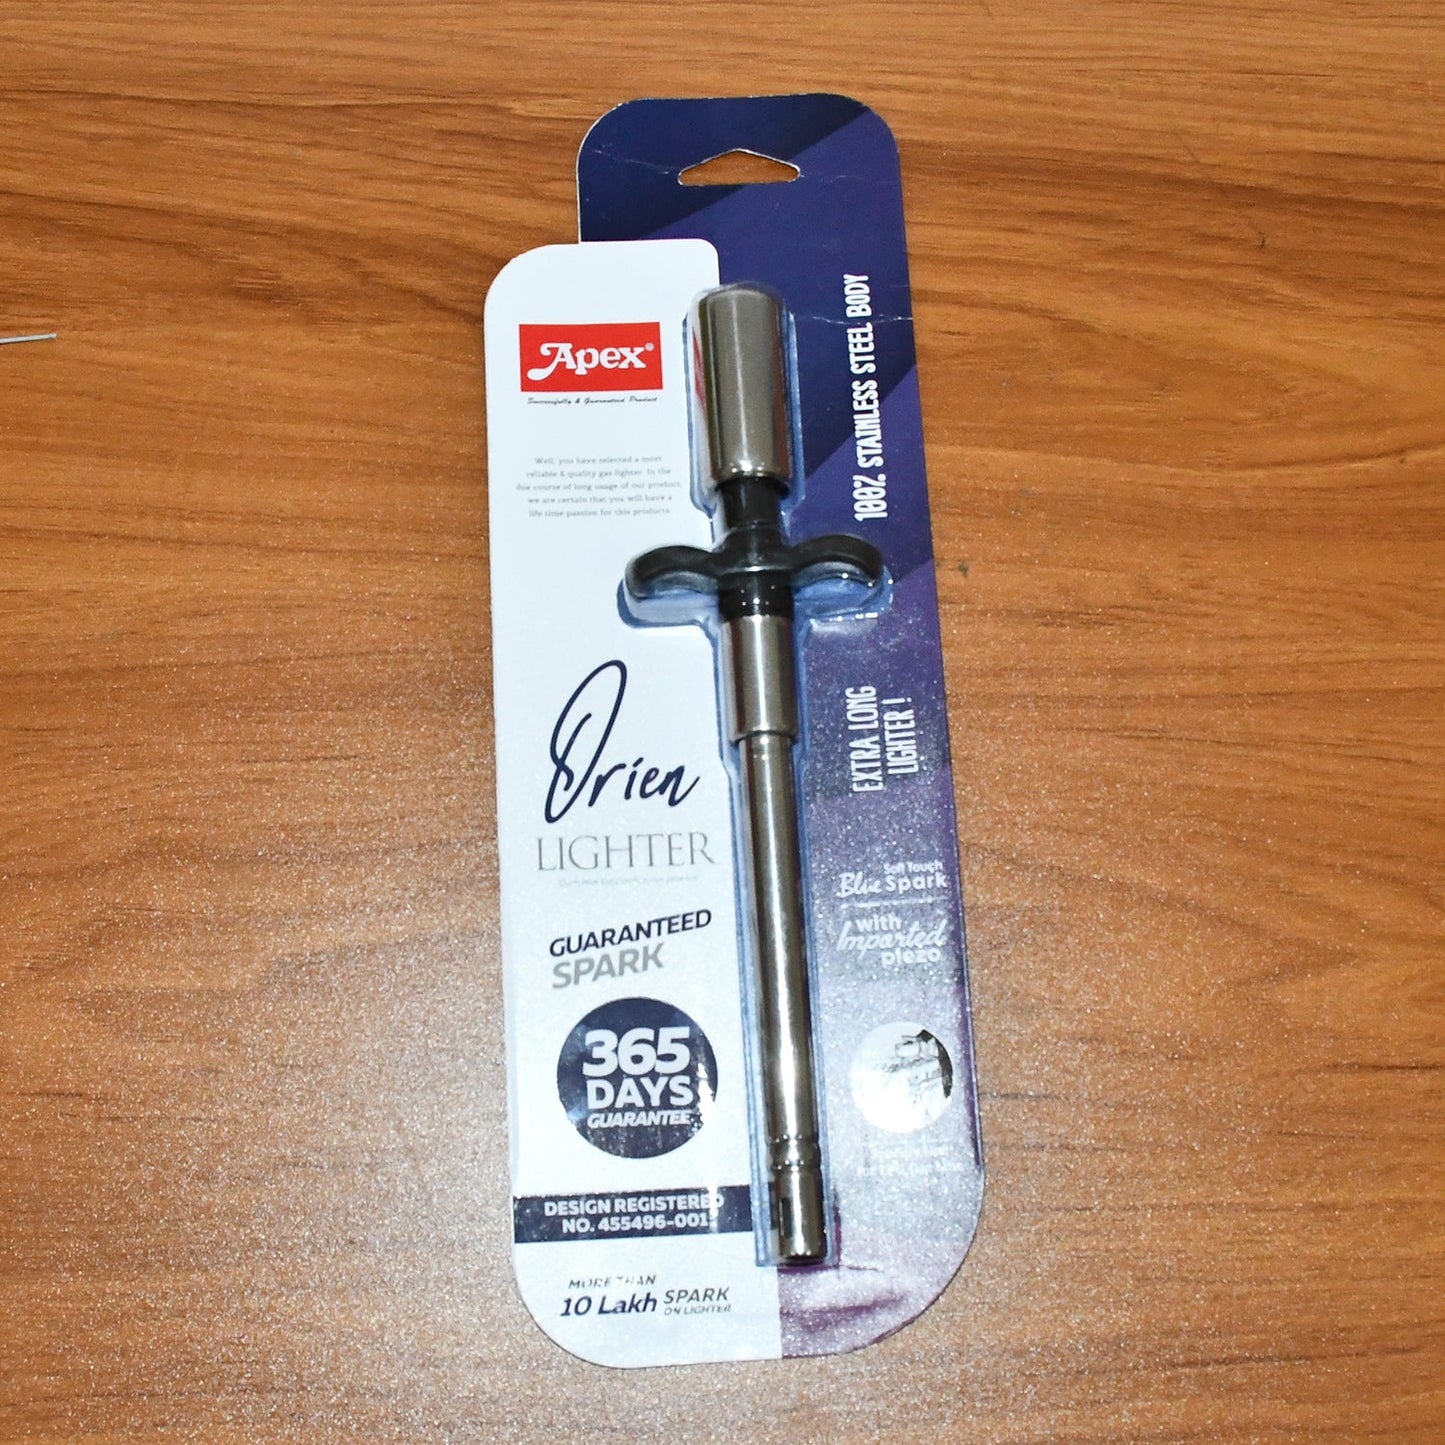 Apex®
Successfully & Guaranteed Product
Well, you have selected a most
reliable & quality gas lighter. In the
due course of long usage of our product,
we are certain that you will have a
life time passion for this products.
Orien
LIGHTER
GUARANTEED
SPARK
365
DAYS
GUARANTEE
DESIGN REGISTERED
NO. 455496-001
MORE THAN
10 Lakh SPARK
ON LIGHTER
100% STAINLESS STEEL BODY
EXTRA LONG
LIGHTER !
Soft Touch
Blue Spark
with
Imported
piezo